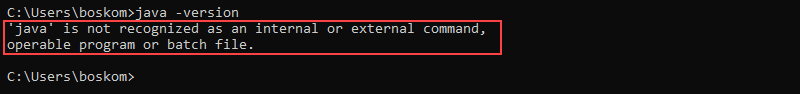 C:\Users\boskom>java -version
'java' is not recognized as an internal or external command,
operable program or batch file.
C:\Users\boskom>